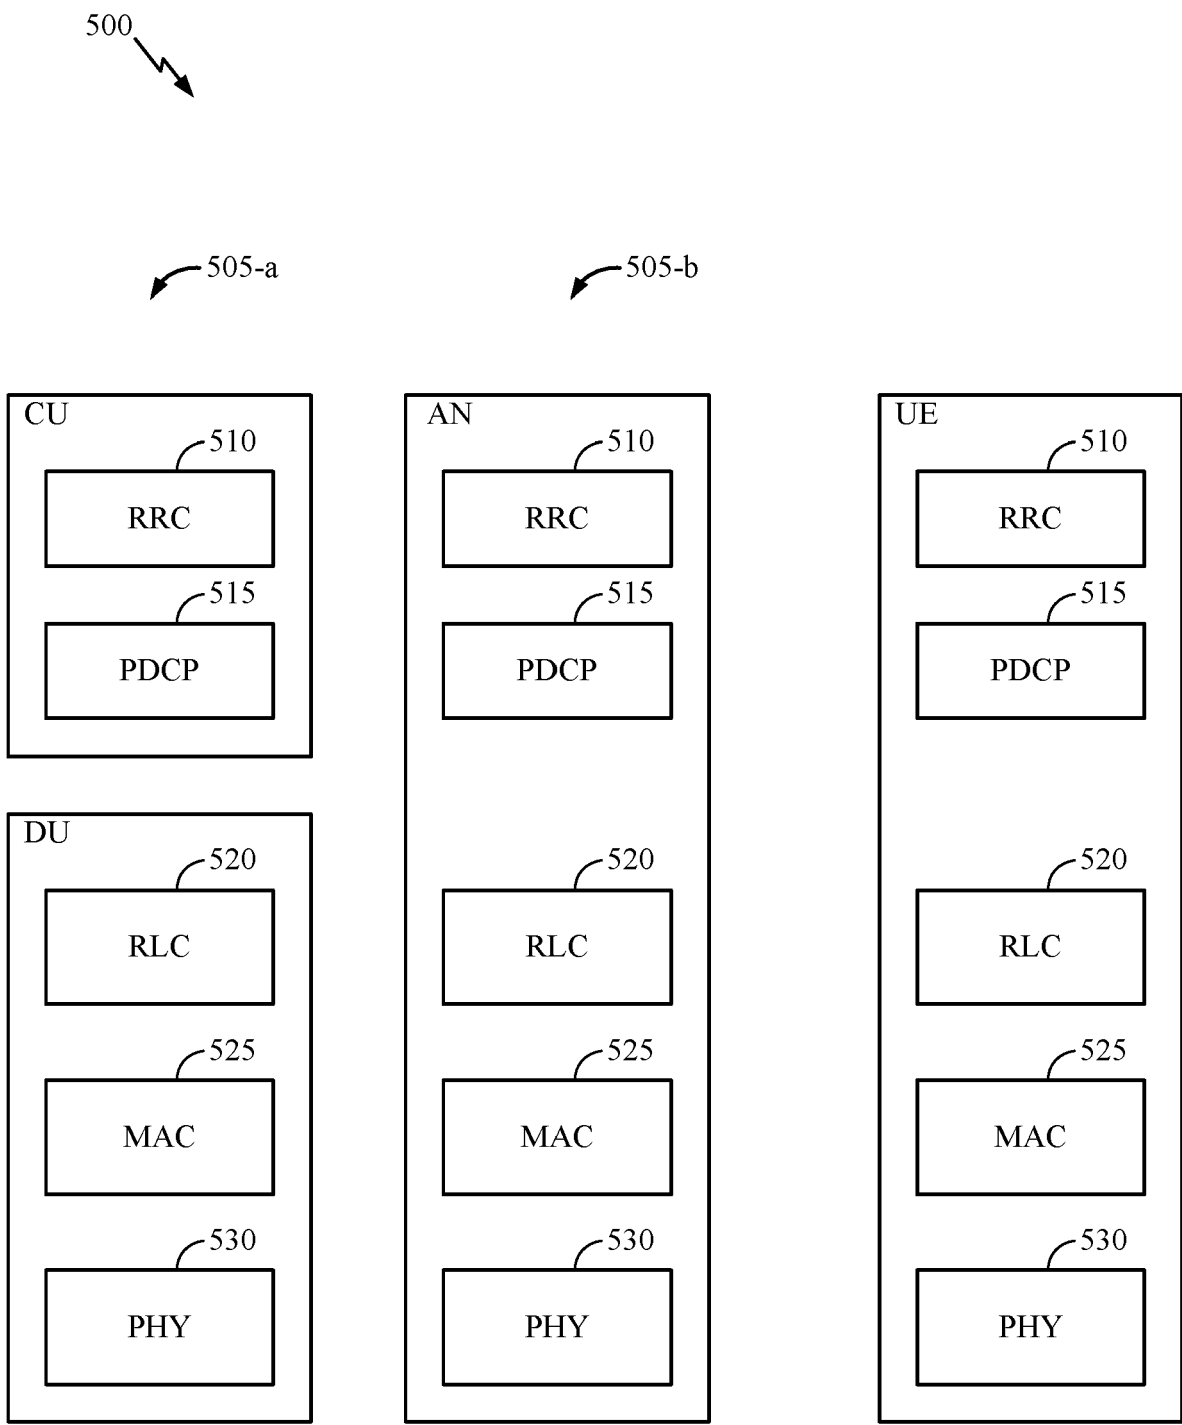 500
505-a 505-b
CU AN UE
510 510 510
RRC RRC RRC
515 515 515
PDCP PDCP PDCP
DU
520 520 520
RLC RLC RLC
525 525 525
MAC MAC MAC
530 530 530
PHY PHY PHY